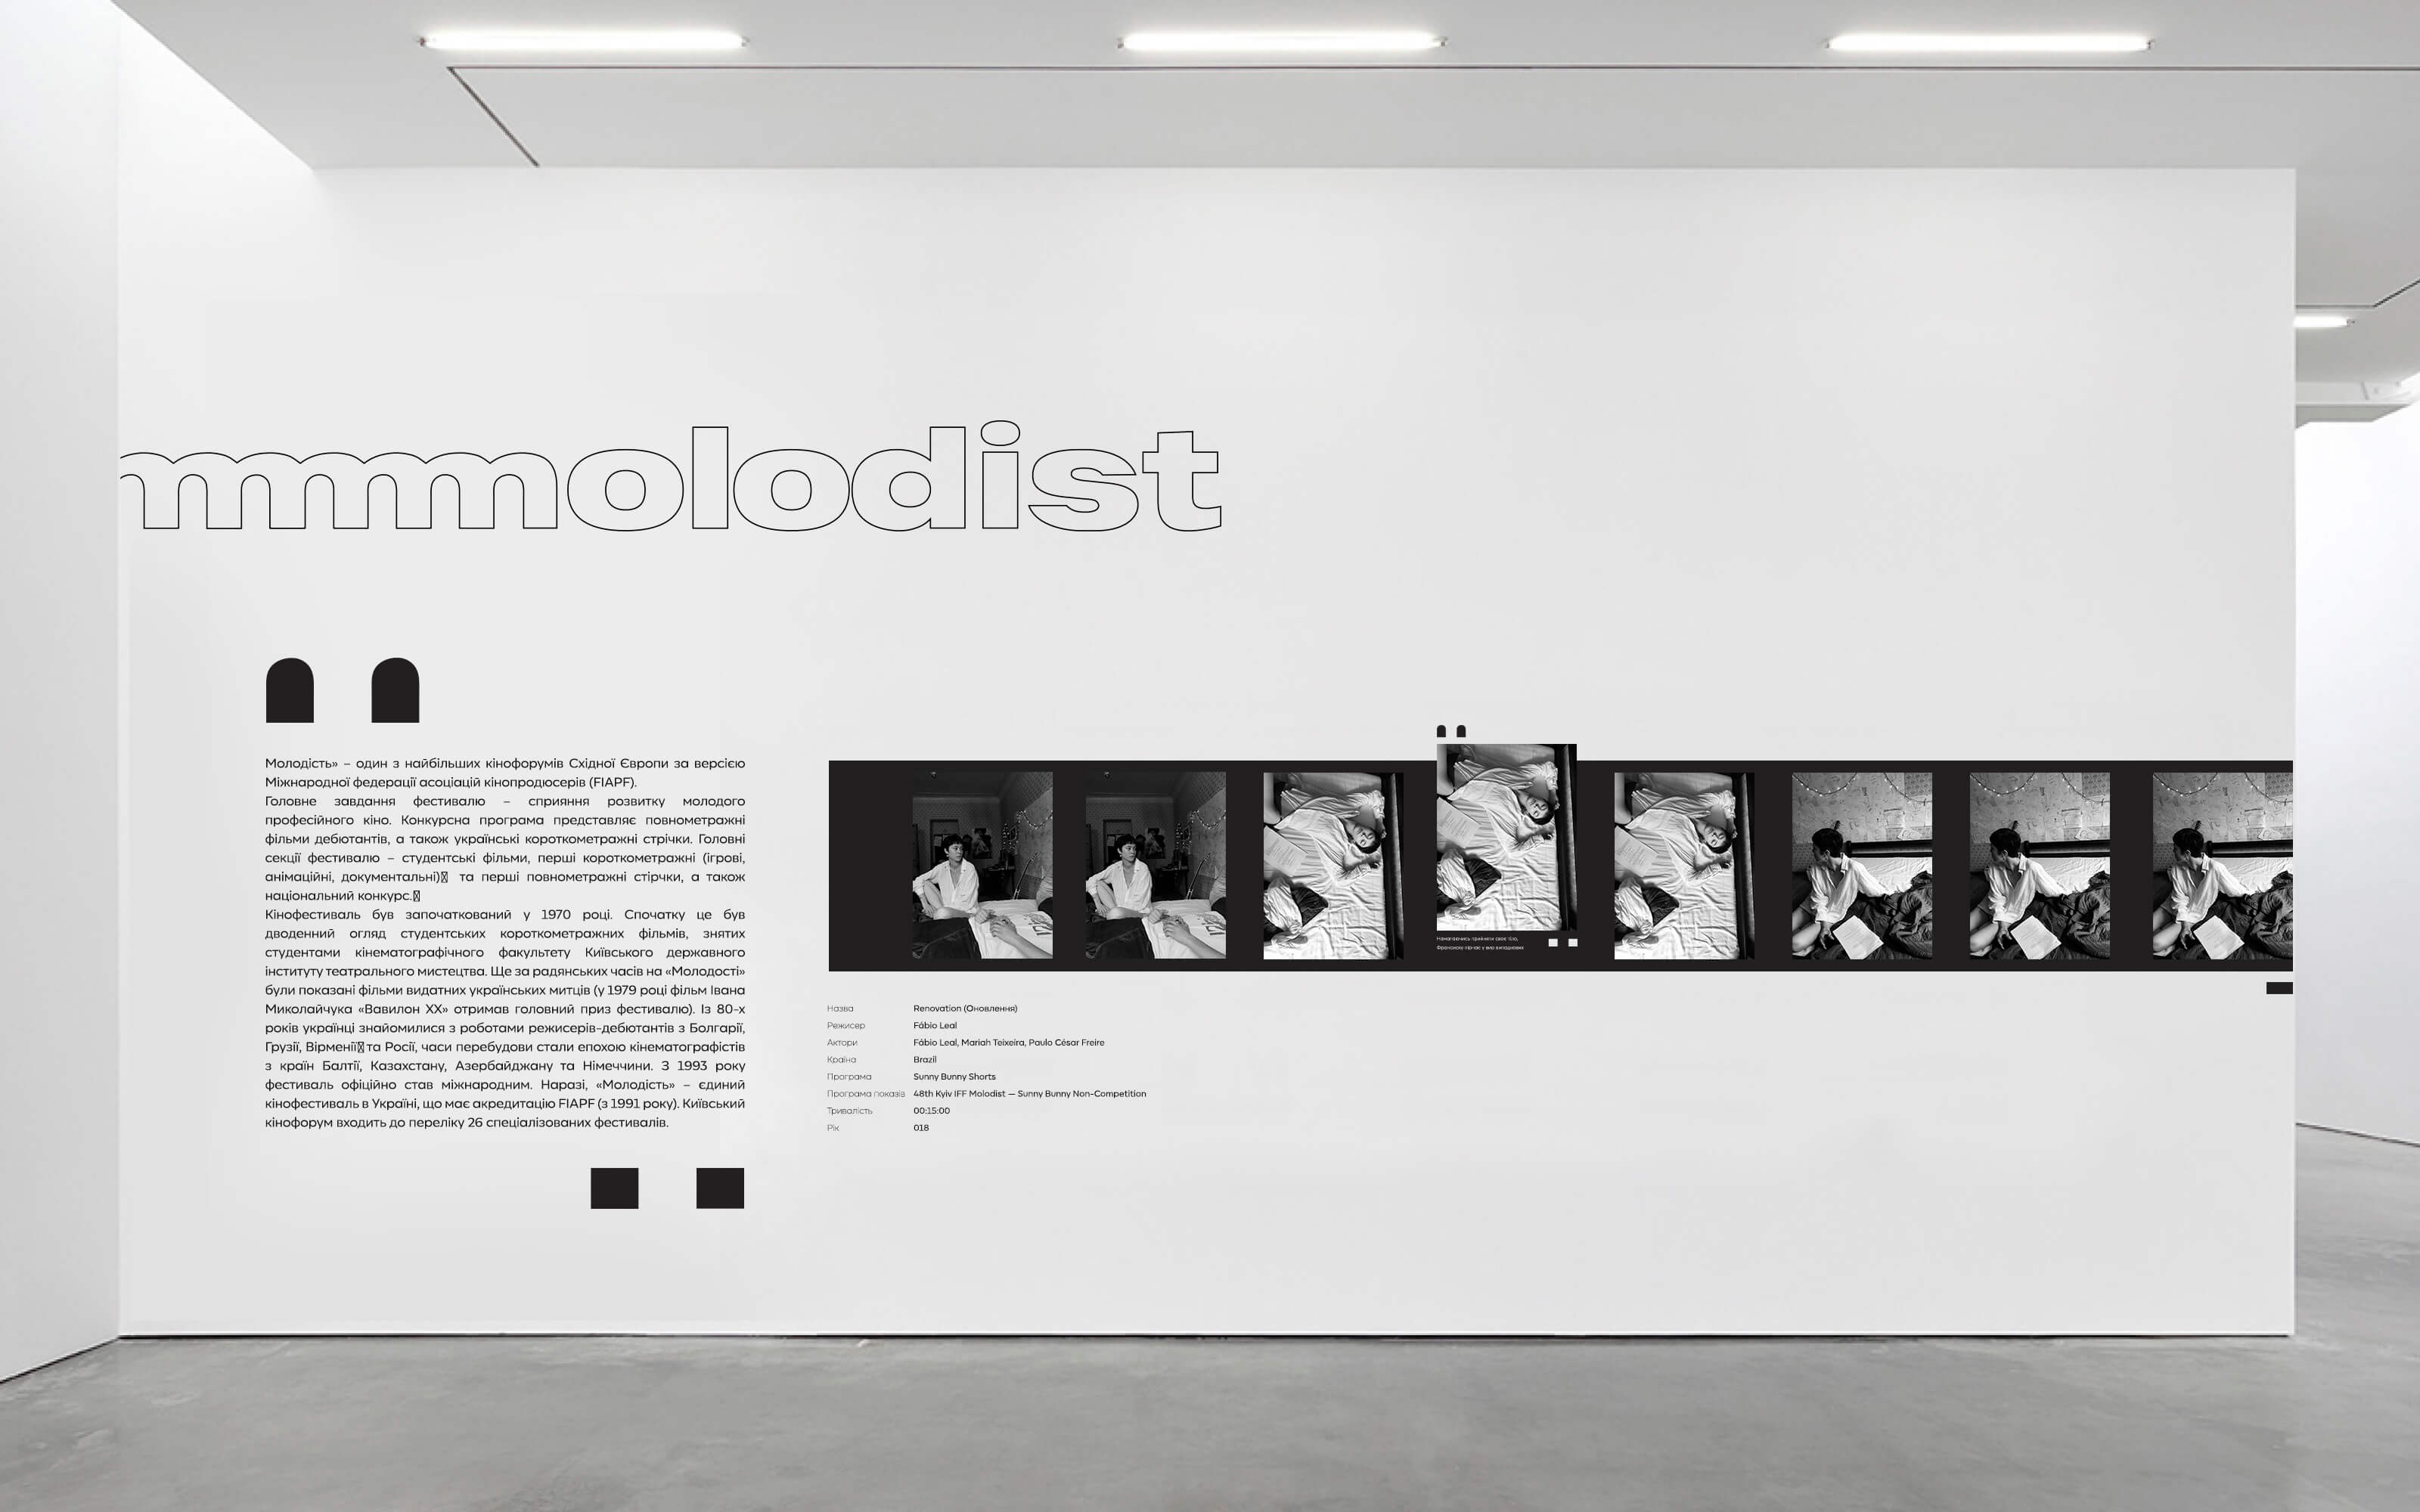 mmmolodist
Молодість» – один з найбільших кінофорумів Східної Європи за версією
Міжнародної федерації асоціацій кінопродюсерів (FIAPF).
Головне завдання фестивалю – сприяння розвитку молодого
професійного кіно. Конкурсна програма представляє повнометражні
фільми дебютантів, а також українські короткометражні стрічки. Головні
секції фестивалю – студентські фільми, перші короткометражні (ігрові,
анімаційні, документальні) та перші повнометражні стірчки, а також
національний конкурс.
Кінофестиваль був започаткований у 1970 році. Спочатку це був
дводенний огляд студентських короткометражних фільмів, знятих
студентами кінематографічного факультету Київського державного
інституту театрального мистецтва. Ще за радянських часів на «Молодості»
були показані фільми видатних українських митців (у 1979 році фільм Івана
Миколайчука «Вавилон XX» отримав головний приз фестивалю). Із 80-х
років українці знайомилися з роботами режисерів-дебютантів з Болгарії,
Грузії, Вірменії та Росії, часи перебудови стали епохою кінематографістів
з країн Балтії, Казахстану, Азербайджану та Німеччини. З 1993 року
фестиваль офіційно став міжнародним. Наразі, «Молодість» – єдиний
кінофестиваль в Україні, що має акредитацію FIAPF (з 1991 року). Київський
кінофорум входить до переліку 26 спеціалізованих фестивалів.
Намагаючись прийняти своє тіло,
Назва Renovation (Оновлення)
Режисер Fábio Leal
Актори Fábio Leal, Mariah Teixeira, Paulo César Freire
Країна Brazil
Програма Sunny Bunny Shorts
Програма показів 48th Kyiv IFF Molodist — Sunny Bunny Non-Competition
Тривалість 00:15:00
Рік 018